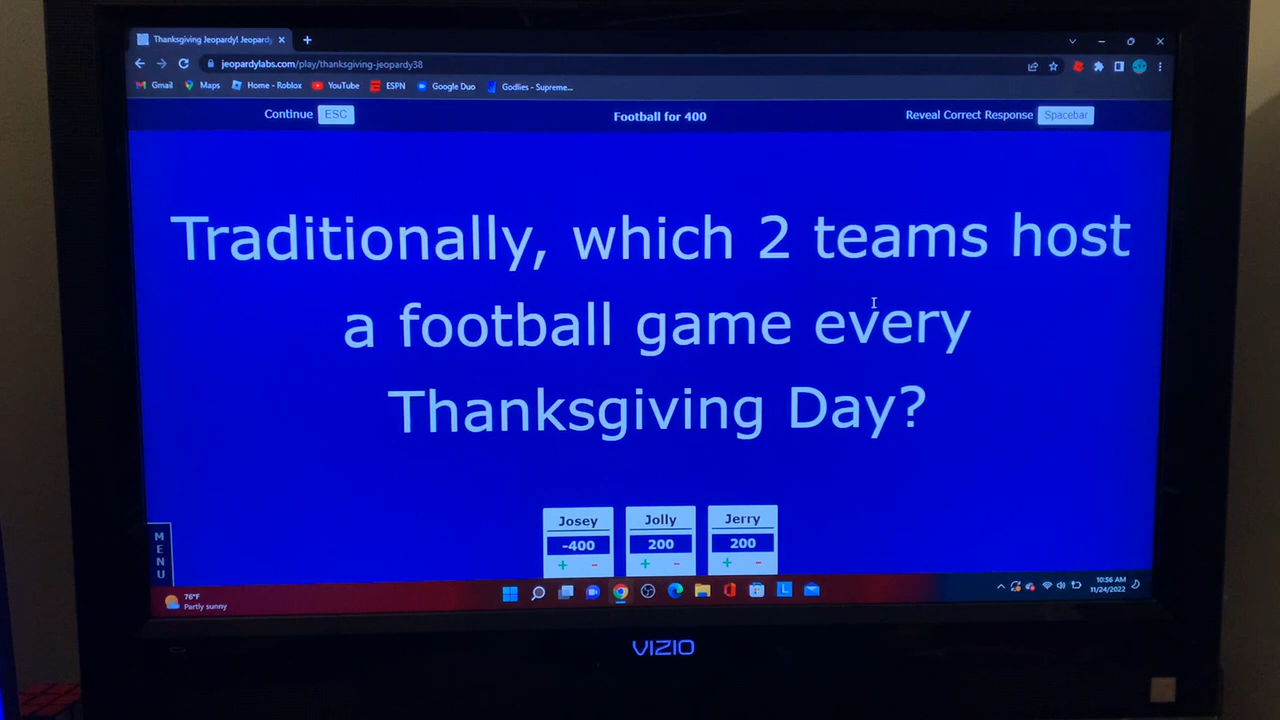 Thanksgiving Jeopardy! Jeopardy
jeopardylabs.com/play/thanksgiving-jeopardy38
Gmail Maps Home - Roblox YouTube ESPN Google Duo Godlies - Supreme...
Continue ESC Football for 400 Reveal Correct Response Spacebar
Traditionally, which 2 teams host
a football game every
Thanksgiving Day?
Josey Jolly Jerry
-400 200 200
+ - + - + -
MENU
76°F
Partly sunny
10:56 AM
11/24/2022
VIZIO